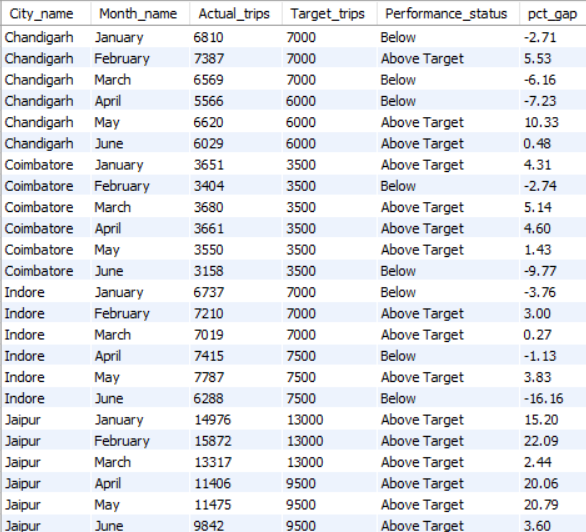 City_name Month_name Actual_trips Target_trips Performance_status pct_gap
Chandigarh January 6810 7000 Below -2.71
Chandigarh February 7387 7000 Above Target 5.53
Chandigarh March 6569 7000 Below -6.16
Chandigarh April 5566 6000 Below -7.23
Chandigarh May 6620 6000 Above Target 10.33
Chandigarh June 6029 6000 Above Target 0.48
Coimbatore January 3651 3500 Above Target 4.31
Coimbatore February 3404 3500 Below -2.74
Coimbatore March 3680 3500 Above Target 5.14
Coimbatore April 3661 3500 Above Target 4.60
Coimbatore May 3550 3500 Above Target 1.43
Coimbatore June 3158 3500 Below -9.77
Indore January 6737 7000 Below -3.76
Indore February 7210 7000 Above Target 3.00
Indore March 7019 7000 Above Target 0.27
Indore April 7415 7500 Below -1.13
Indore May 7787 7500 Above Target 3.83
Indore June 6288 7500 Below -16.16
Jaipur January 14976 13000 Above Target 15.20
Jaipur February 15872 13000 Above Target 22.09
Jaipur March 13317 13000 Above Target 2.44
Jaipur April 11406 9500 Above Target 20.06
Jaipur May 11475 9500 Above Target 20.79
Jaipur June 9842 9500 Above Target 3.60